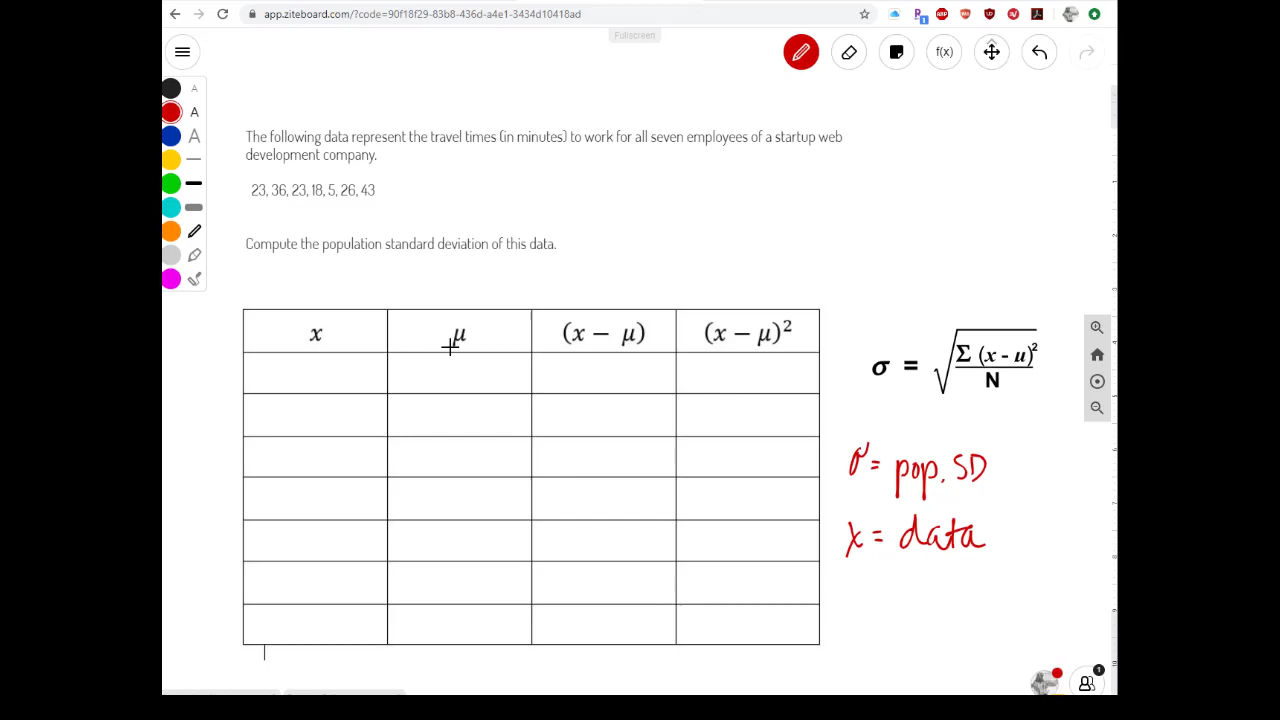 app.ziteboard.com/?code=90f18f29-83b8-436d-a4e1-3434d10418ad
Fullscreen
f(x)
A
A
A
The following data represent the travel times (in minutes) to work for all seven employees of a startup web
development company.
23, 36, 23, 18, 5, 26, 43
Compute the population standard deviation of this data.
x μ (x − μ) (x − μ)²
σ = √(Σ (x - u)² / N)
σ = pop. SD
x = data
1